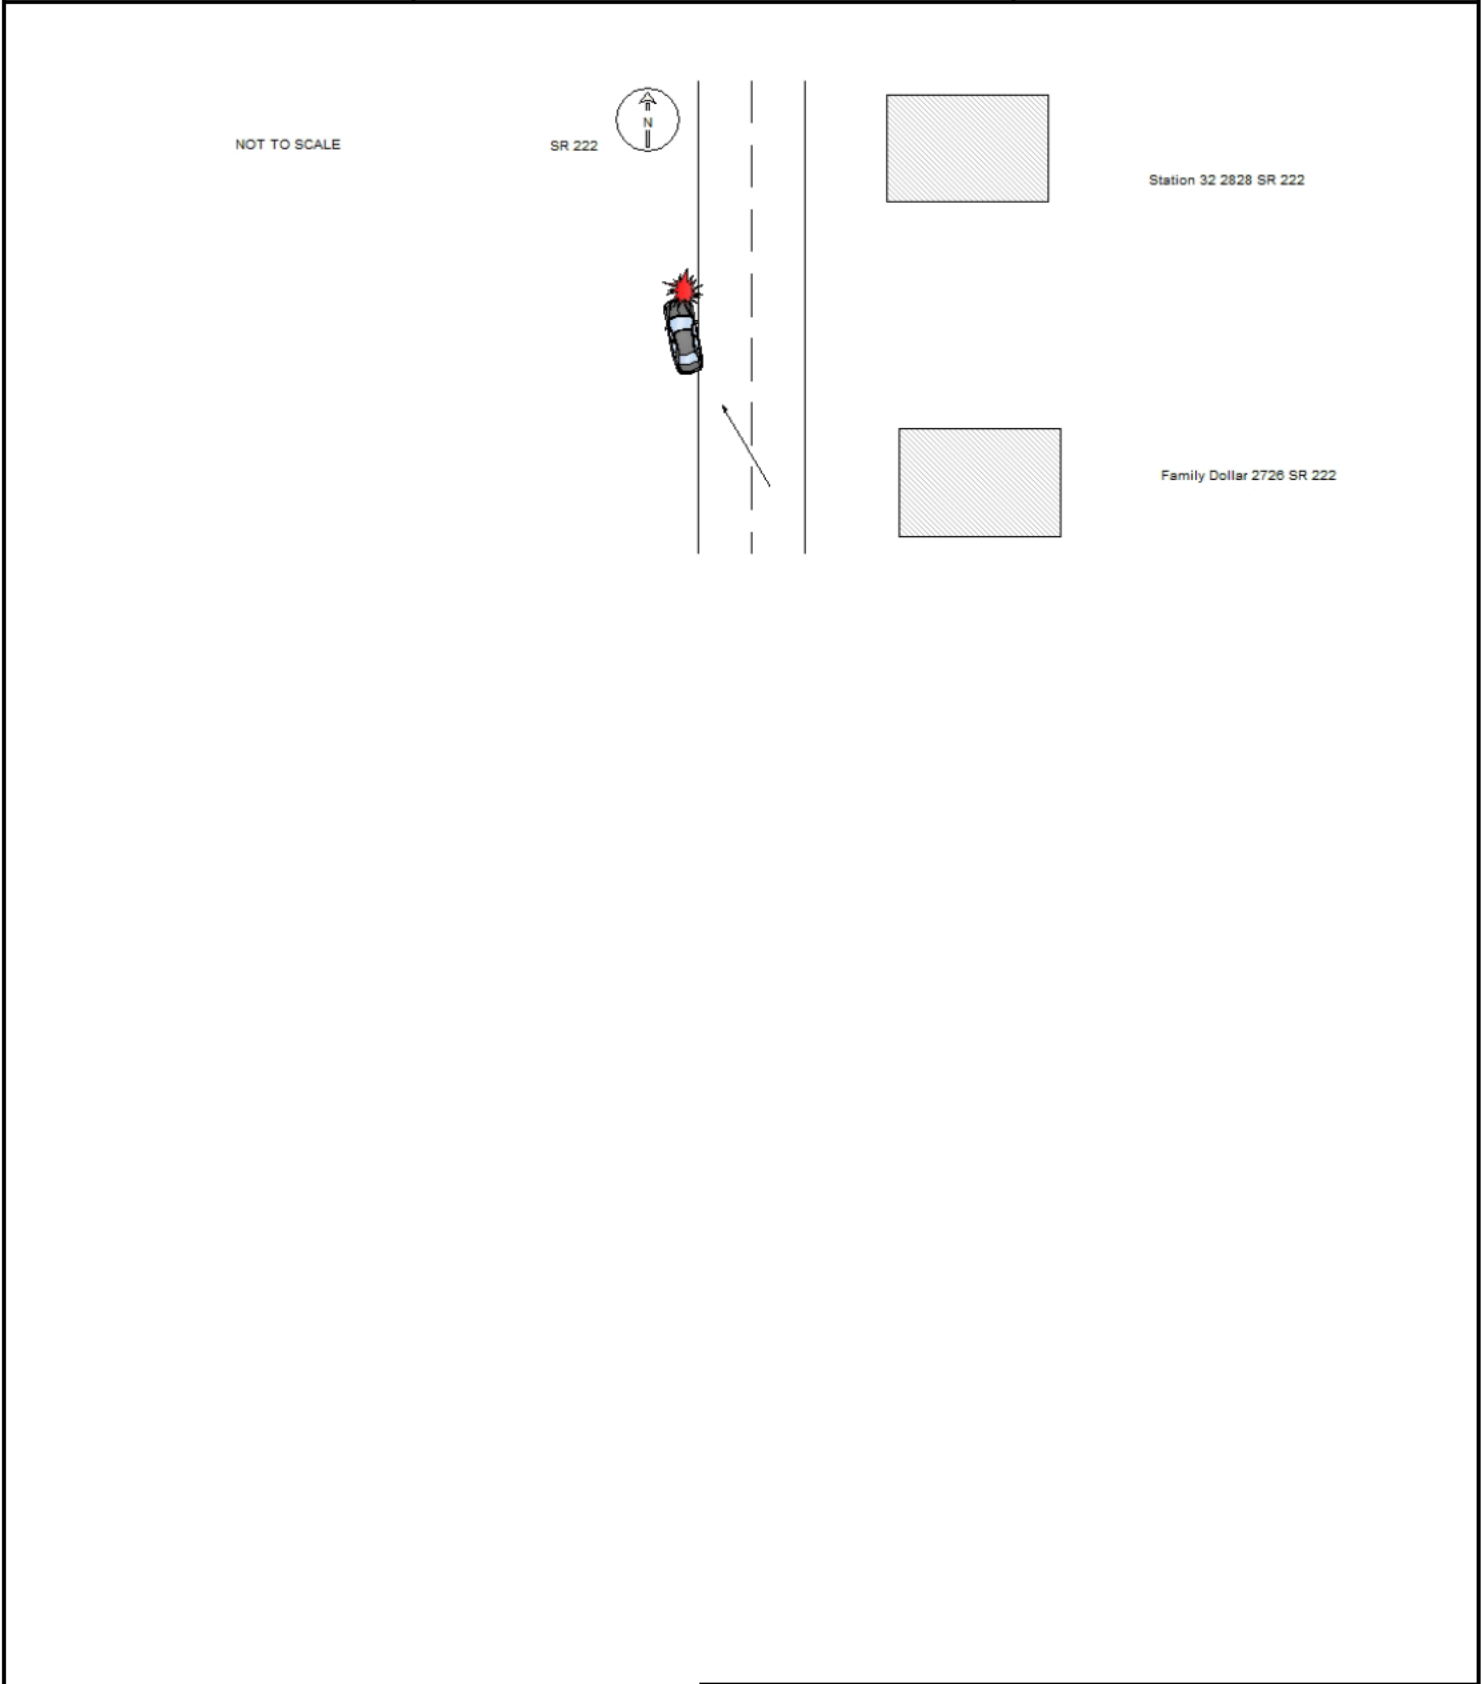 NOT TO SCALE
SR 222
N
Station 32 2828 SR 222
Family Dollar 2726 SR 222